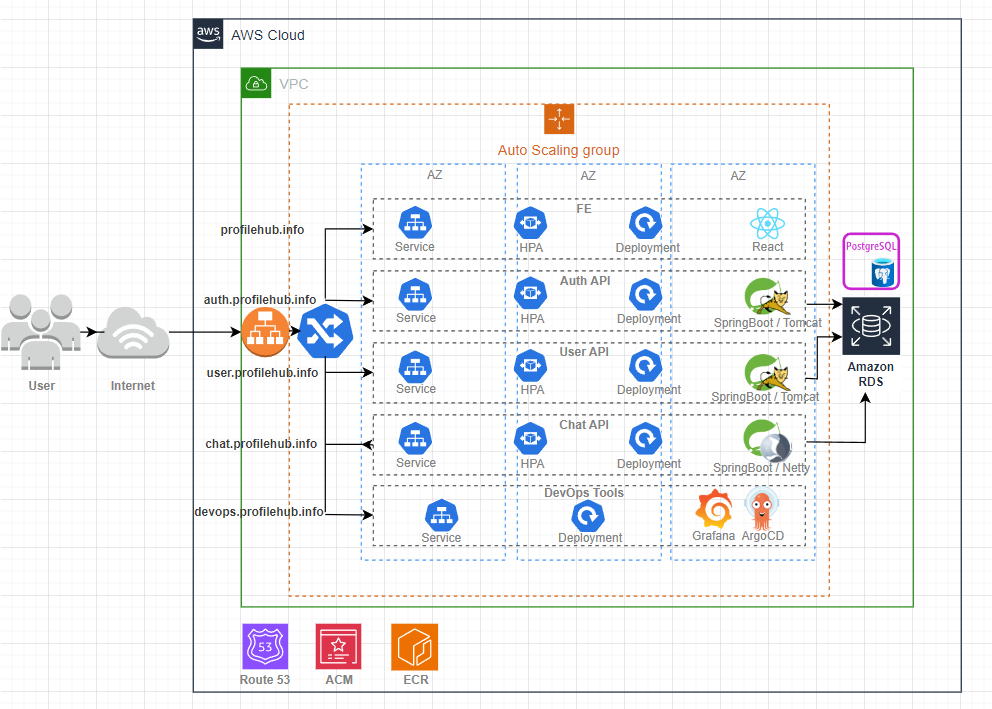 aws
AWS Cloud
VPC
Auto Scaling group
AZ
AZ
AZ
profilehub.info
FE
Service
HPA
Deployment
React
auth.profilehub.info
Auth API
Service
HPA
Deployment
SpringBoot / Tomcat
PostgreSQL
user.profilehub.info
User API
Service
HPA
Deployment
SpringBoot / Tomcat
Amazon
RDS
User
Internet
chat.profilehub.info
Chat API
Service
HPA
Deployment
SpringBoot / Netty
devops.profilehub.info
DevOps Tools
Service
Deployment
Grafana
ArgoCD
53
Route 53
ACM
ECR